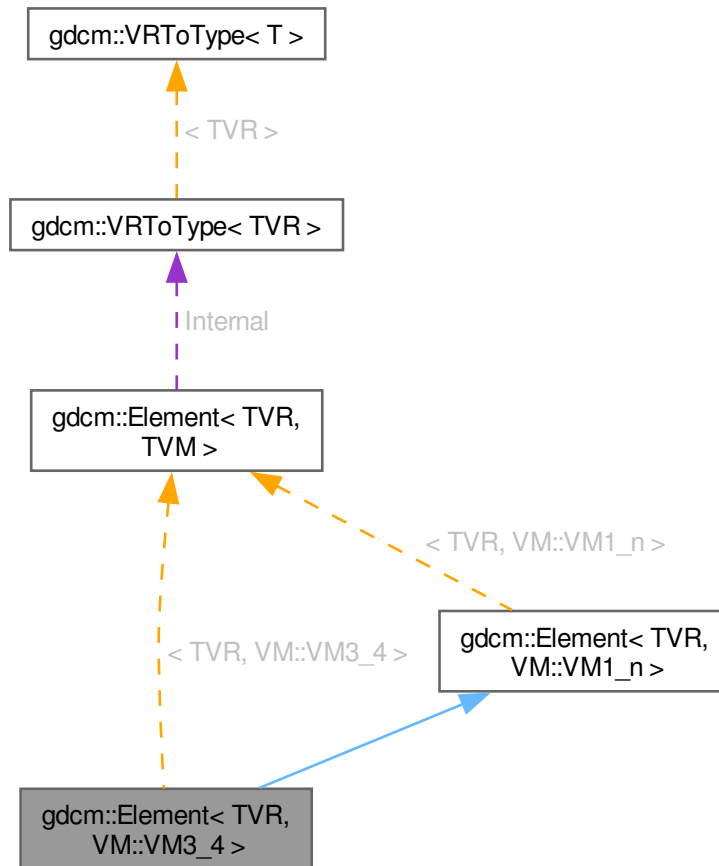 gdcm::VRToType< T >
< TVR >
gdcm::VRToType< TVR >
Internal
gdcm::Element< TVR,
TVM >
< TVR, VM::VM1_n >
gdcm::Element< TVR,
VM::VM1_n >
< TVR, VM::VM3_4 >
gdcm::Element< TVR,
VM::VM3_4 >